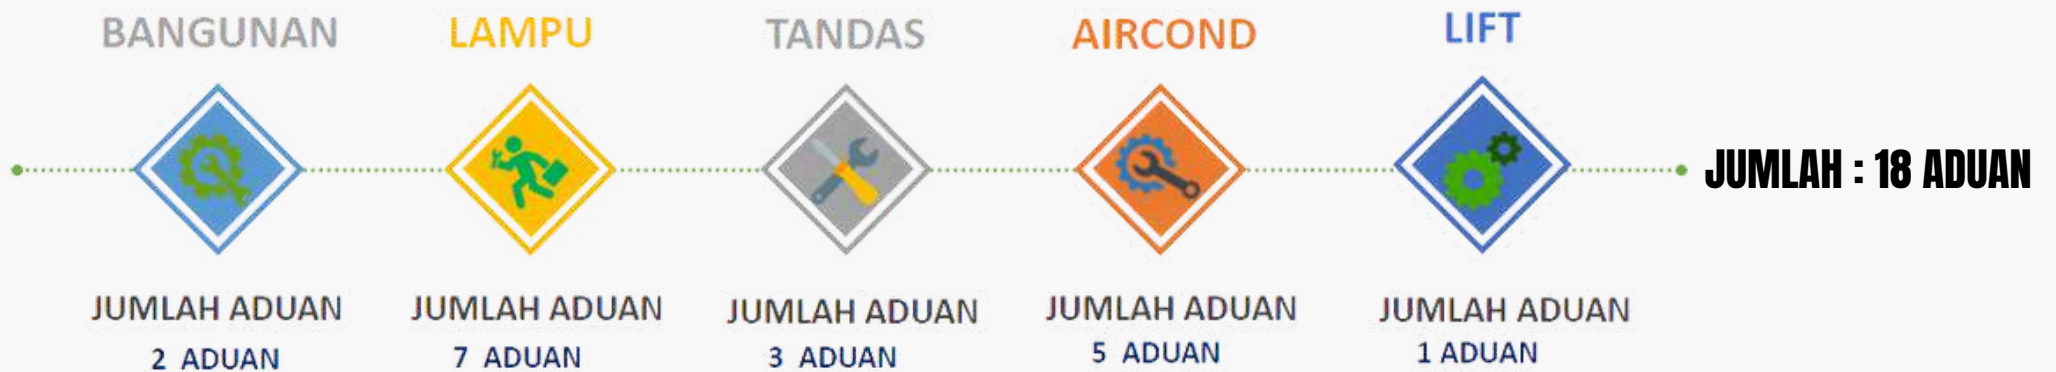 BANGUNAN
LAMPU
TANDAS
AIRCOND
LIFT
JUMLAH : 18 ADUAN
JUMLAH ADUAN
2 ADUAN
JUMLAH ADUAN
7 ADUAN
JUMLAH ADUAN
3 ADUAN
JUMLAH ADUAN
5 ADUAN
JUMLAH ADUAN
1 ADUAN